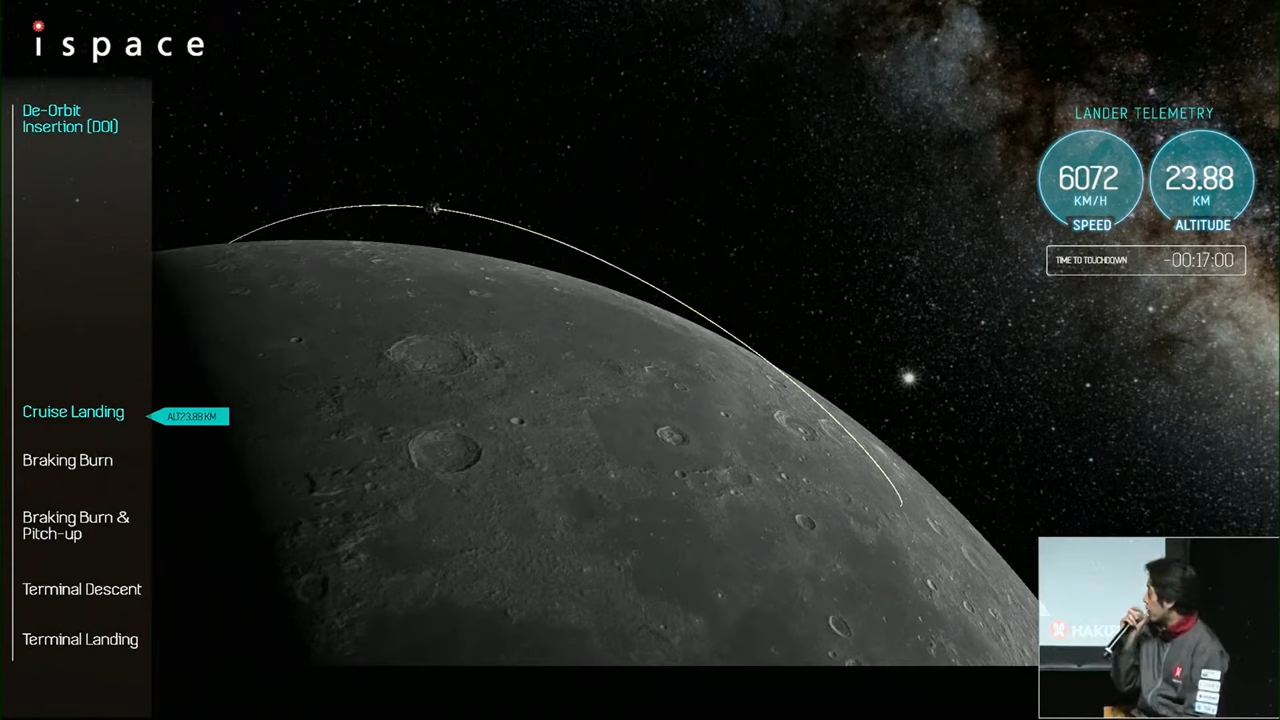 ispace
De-Orbit
Insertion (DOI)
Cruise Landing
ALT23.88 KM
Braking Burn
Braking Burn &
Pitch-up
Terminal Descent
Terminal Landing
LANDER TELEMETRY
6072
KM/H
SPEED
23.88
KM
ALTITUDE
TIME TO TOUCHDOWN
-00:17:00